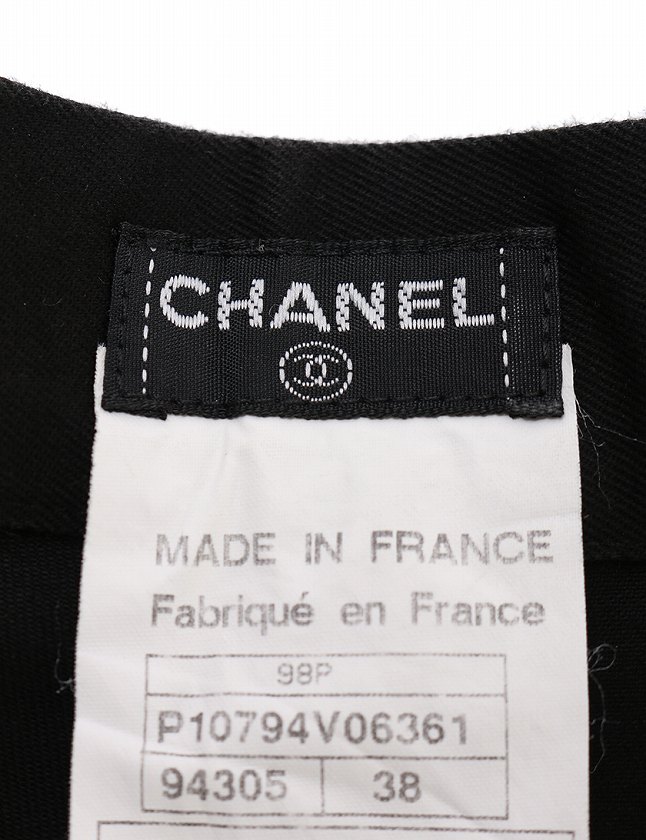 CHANEL
MADE IN FRANCE
Fabriqué en France
98P
P10794V06361
94305 38